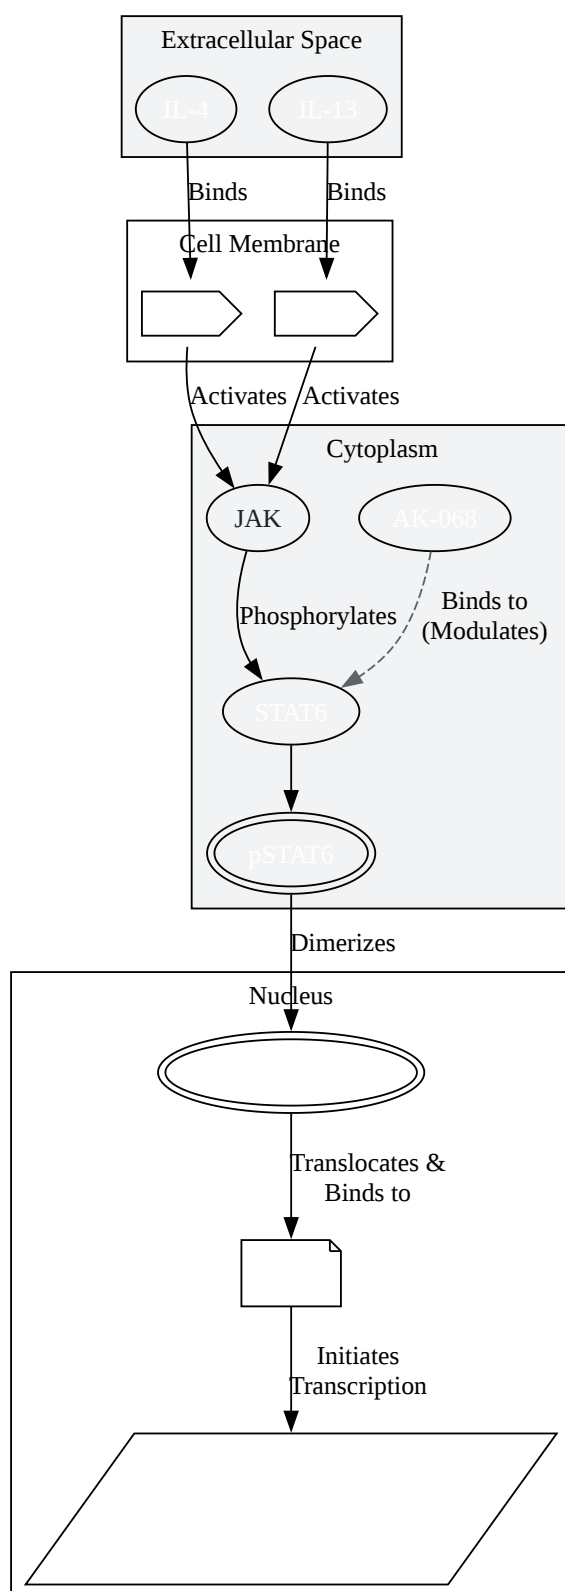 Extracellular Space
IL-4
IL-13
Binds
Binds
Cell Membrane
Activates
Activates
Cytoplasm
JAK
AK-068
Phosphorylates
Binds to
(Modulates)
STAT6
pSTAT6
Dimerizes
Nucleus
Translocates &
Binds to
Initiates
Transcription